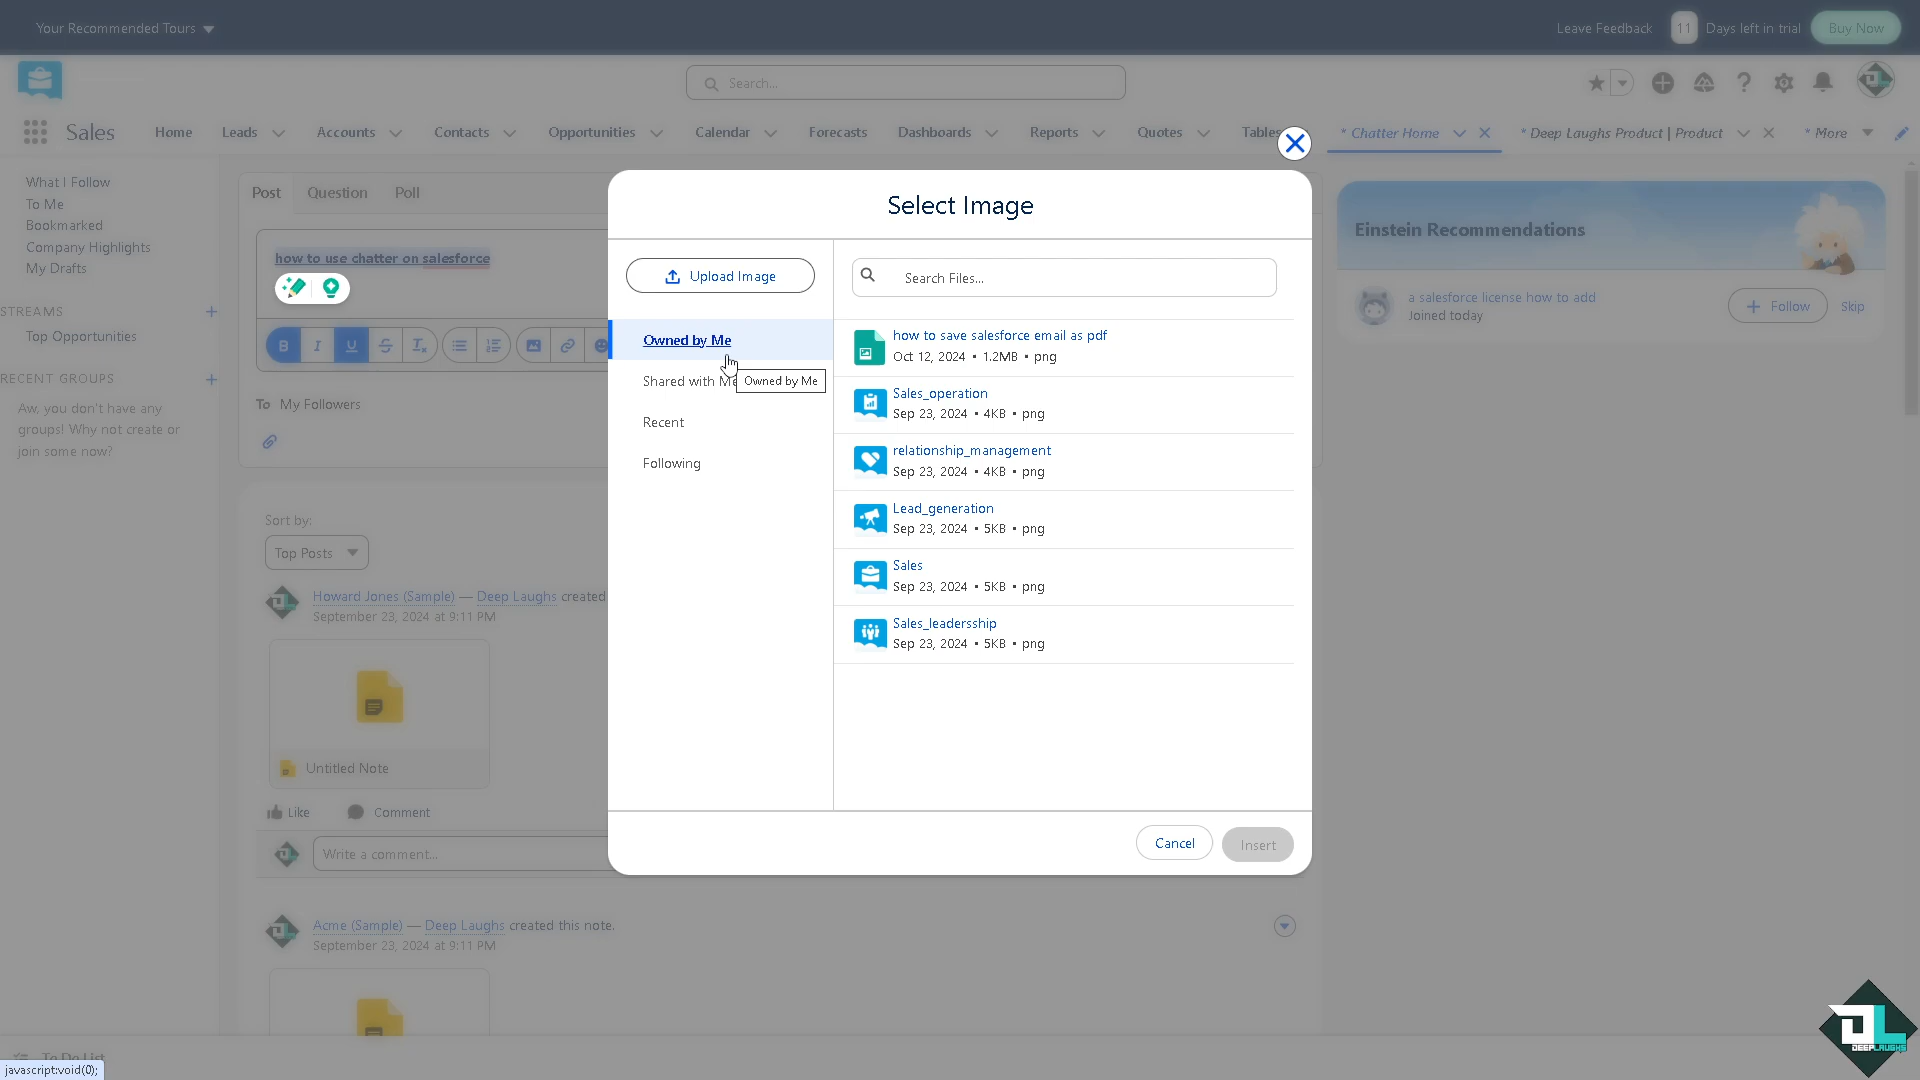 Your Recommended Tours
Leave Feedback 11 Days left in trial Buy Now
Search...
Sales Home Leads Accounts Contacts Opportunities Calendar Forecasts Dashboards Reports Quotes Tables * Chatter Home * Deep Laughs Product | Product * More
What I Follow
To Me
Bookmarked
Company Highlights
My Drafts
STREAMS
Top Opportunities
RECENT GROUPS
Aw, you don't have any
groups! Why not create or
join some now?
Post Question Poll
how to use chatter on salesforce
B I U S Tx
To My Followers
Sort by:
Top Posts
Howard Jones (Sample) — Deep Laughs created
September 23, 2024 at 9:11 PM
Untitled Note
Like Comment
Write a comment...
Acme (Sample) — Deep Laughs created this note.
September 23, 2024 at 9:11 PM
To Do List
javascript:void(0);
Select Image
Upload Image
Owned by Me
Shared with Me
Owned by Me
Recent
Following
Search Files...
how to save salesforce email as pdf
Oct 12, 2024 • 1.2MB • png
Sales_operation
Sep 23, 2024 • 4KB • png
relationship_management
Sep 23, 2024 • 4KB • png
Lead_generation
Sep 23, 2024 • 5KB • png
Sales
Sep 23, 2024 • 5KB • png
Sales_leadersship
Sep 23, 2024 • 5KB • png
Cancel Insert
Einstein Recommendations
a salesforce license how to add
Joined today
Follow Skip
DL
DEEPLAUGHS